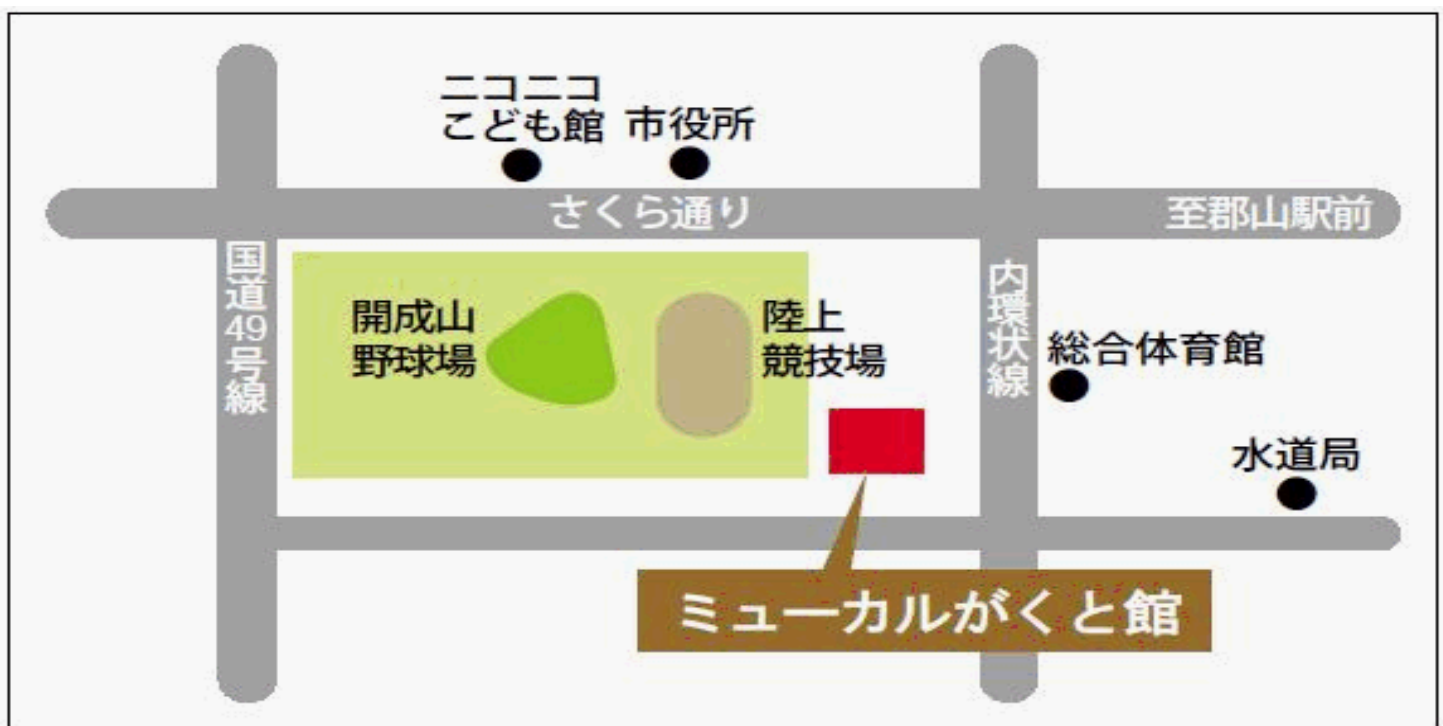 ニコニコ
こども館
市役所
さくら通り
至郡山駅前
国道49号線
開成山
野球場
陸上
競技場
内環状線
総合体育館
水道局
ミューカルがくと館